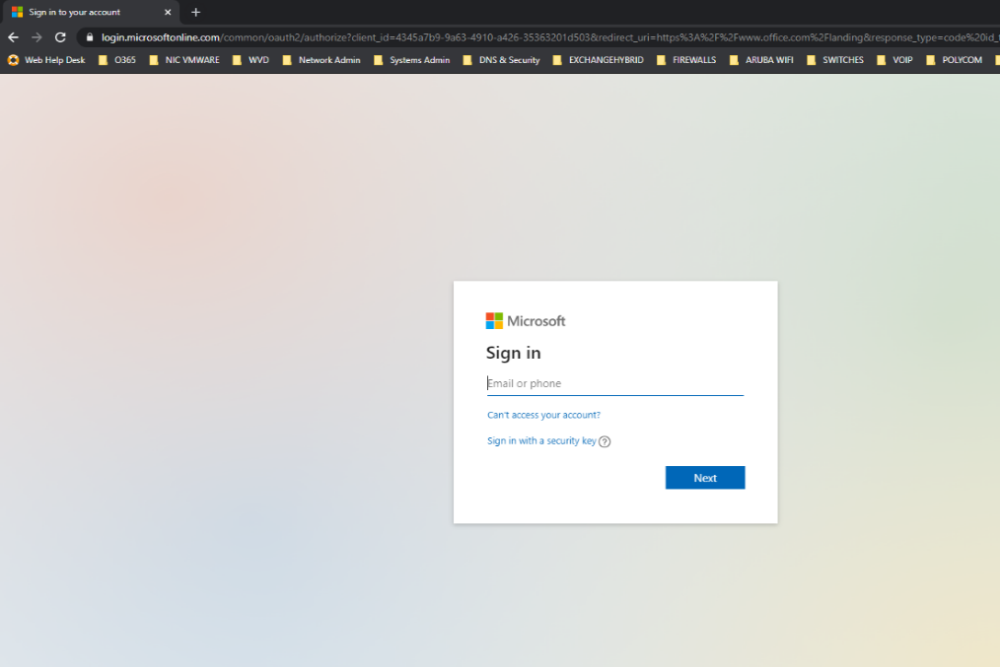 Sign in to your account
login.microsoftonline.com/common/oauth2/authorize?client_id=4345a7b9-9a63-4910-a426-35363201d503&redirect_uri=https%3A%2F%2Fwww.office.com%2Flanding&response_type=code%20id_t
Web Help Desk O365 NIC VMWARE WVD Network Admin Systems Admin DNS & Security EXCHANGEHYBRID FIREWALLS ARUBA WIFI SWITCHES VOIP POLYCOM
Microsoft
Sign in
Email or phone
Can't access your account?
Sign in with a security key ?
Next